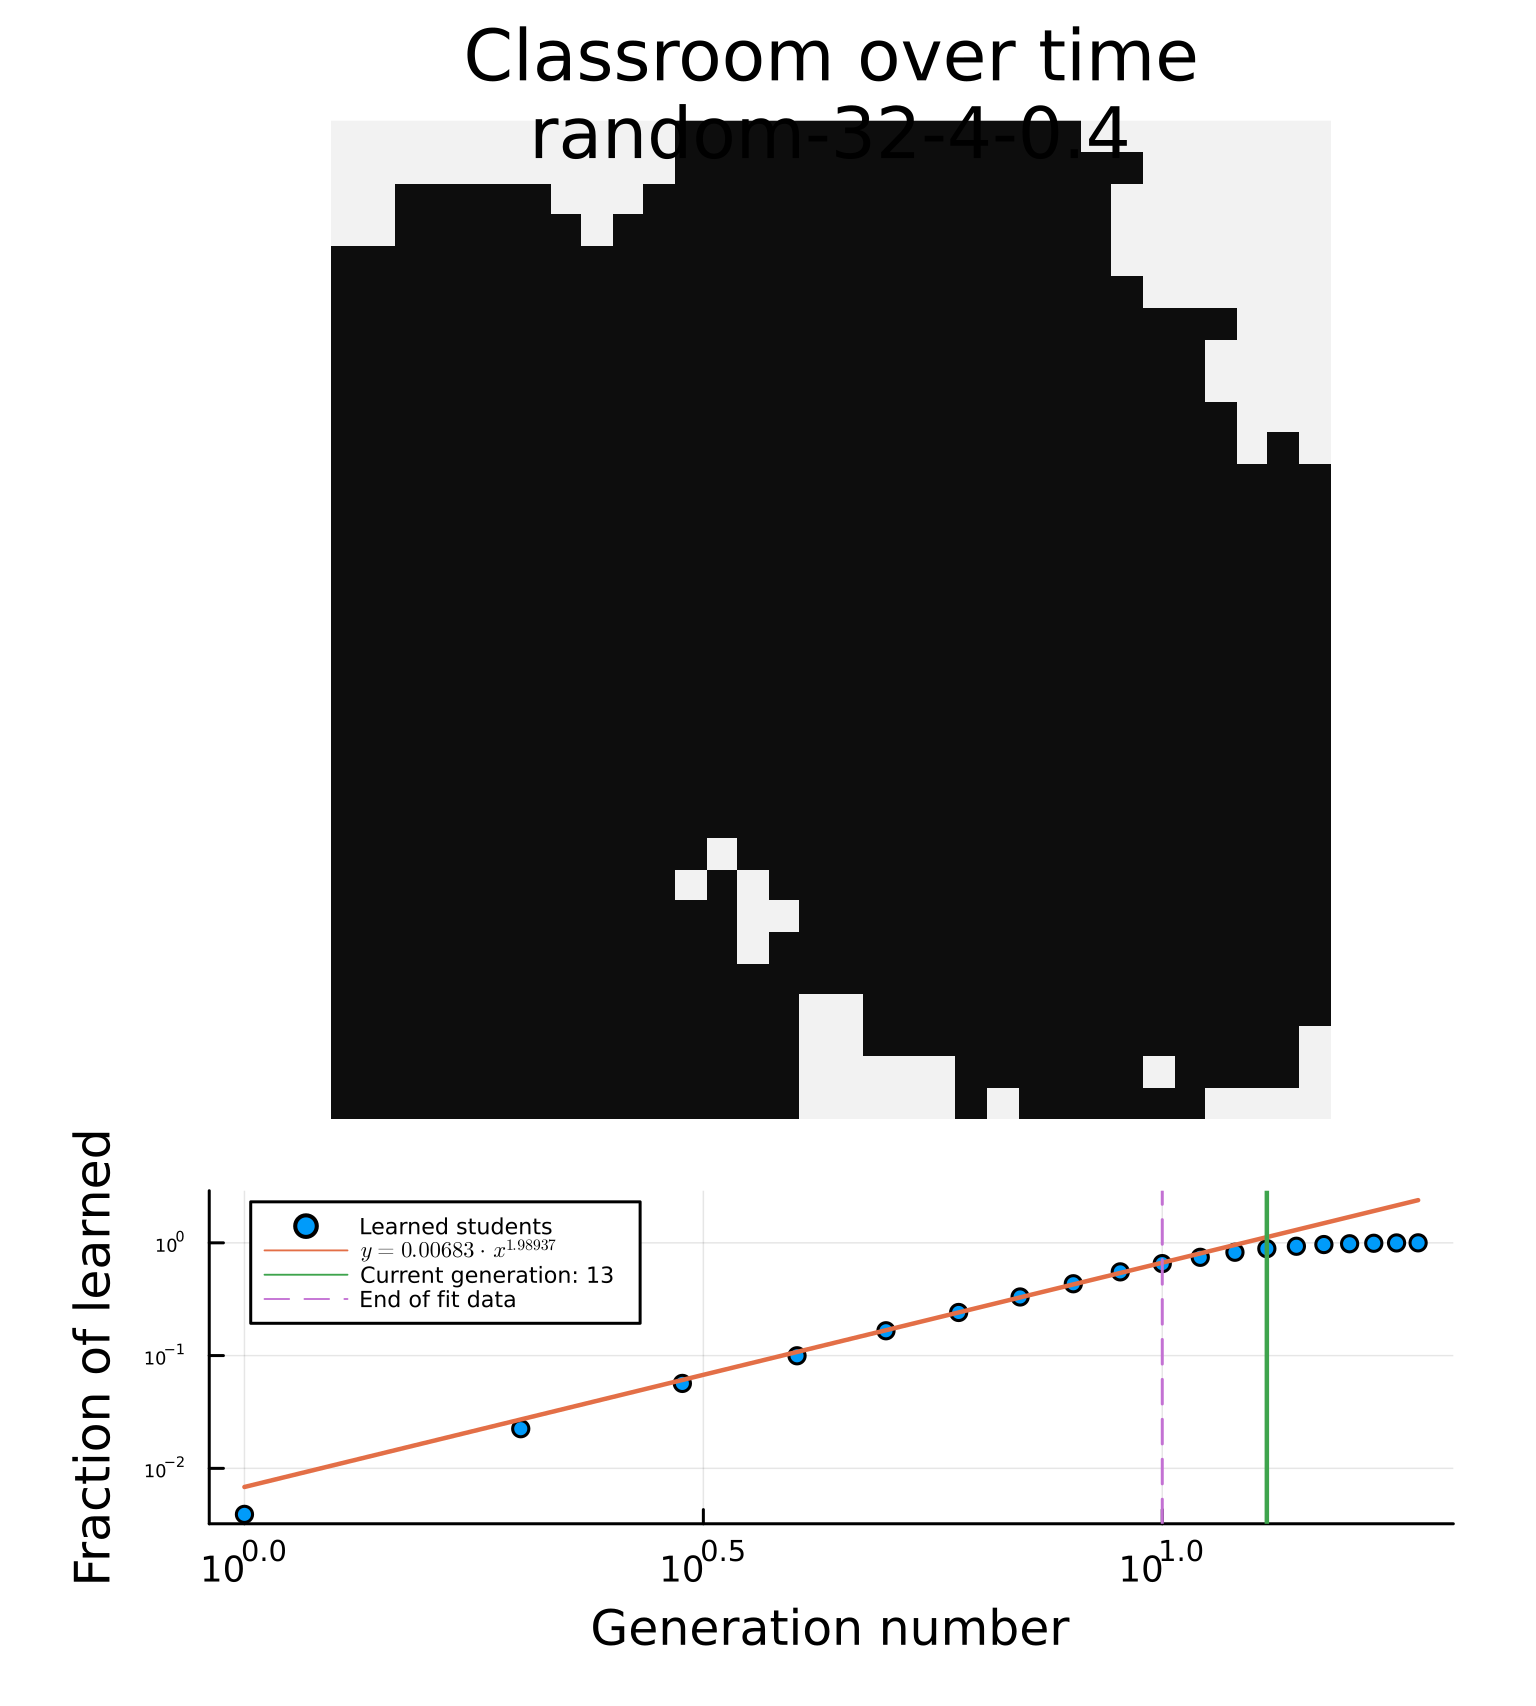 Classroom over time
random-32-4-0.4
Fraction of learned
10⁰
10⁻¹
10⁻²
Learned students
y = 0.00683 · x^1.98937
Current generation: 13
End of fit data
10^0.0
10^0.5
10^1.0
Generation number